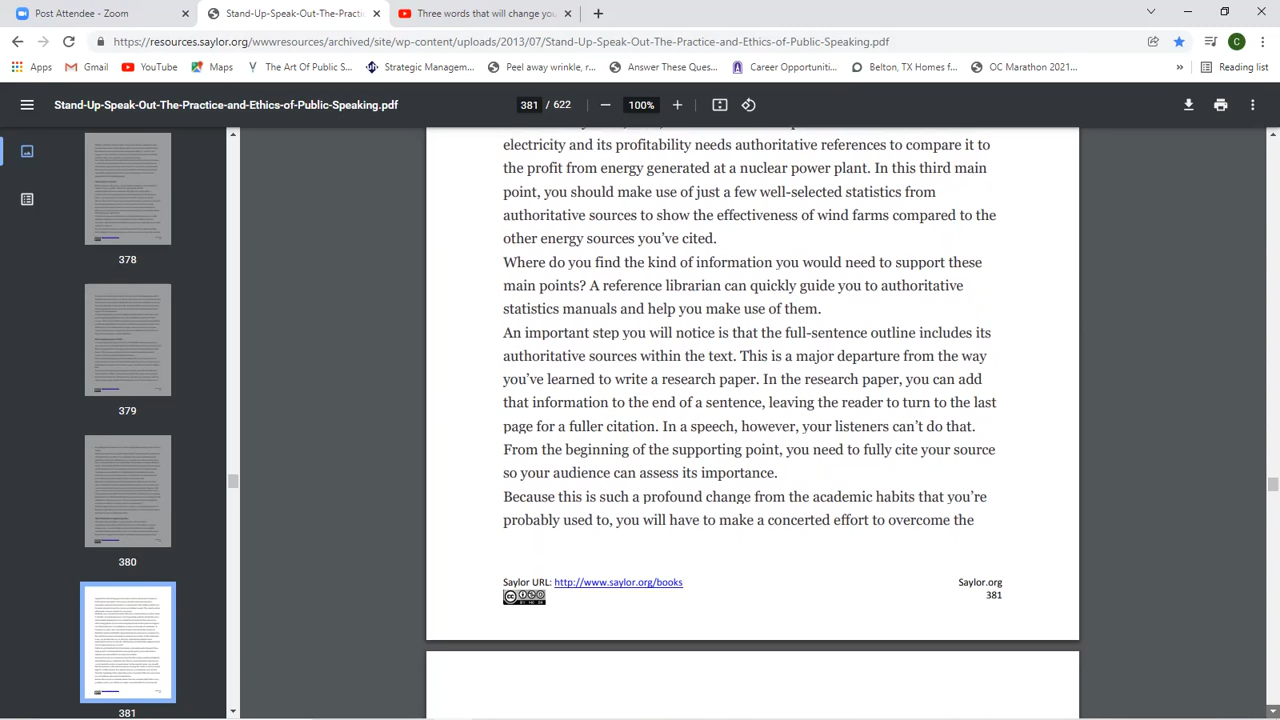 Post Attendee - Zoom
Stand-Up-Speak-Out-The-Practi
Three words that will change you
https://resources.saylor.org/wwwresources/archived/site/wp-content/uploads/2013/07/Stand-Up-Speak-Out-The-Practice-and-Ethics-of-Public-Speaking.pdf
C
Apps Gmail YouTube Maps The Art Of Public S... Strategic Managem... Peel away wrinkle, r... Answer These Ques... Career Opportuniti... Belton, TX Homes f... OC Marathon 2021... » Reading list
Stand-Up-Speak-Out-The-Practice-and-Ethics-of-Public-Speaking.pdf
381 / 622
100%
378
379
380
381
electricity and its profitability needs authoritative references to compare it to
the profit from energy generated at a nuclear power plant. In this third main
point, you should make use of just a few well-selected statistics from
authoritative sources to show the effectiveness of wind farms compared to the
other energy sources you’ve cited.
Where do you find the kind of information you would need to support these
main points? A reference librarian can quickly guide you to authoritative
statistics manuals and help you make use of them.
An important step you will notice is that the full-sentence outline includes its
authoritative sources within the text. This is a major departure from the way
you’ve learned to write a research paper. In the research paper, you can add
that information to the end of a sentence, leaving the reader to turn to the last
page for a fuller citation. In a speech, however, your listeners can’t do that.
From the beginning of the supporting point, you need to fully cite your source
so your audience can assess its importance.
Because this is such a profound change from the academic habits that you’re
probably used to, you will have to make a concerted effort to overcome the
Saylor URL: http://www.saylor.org/books
Saylor.org
381